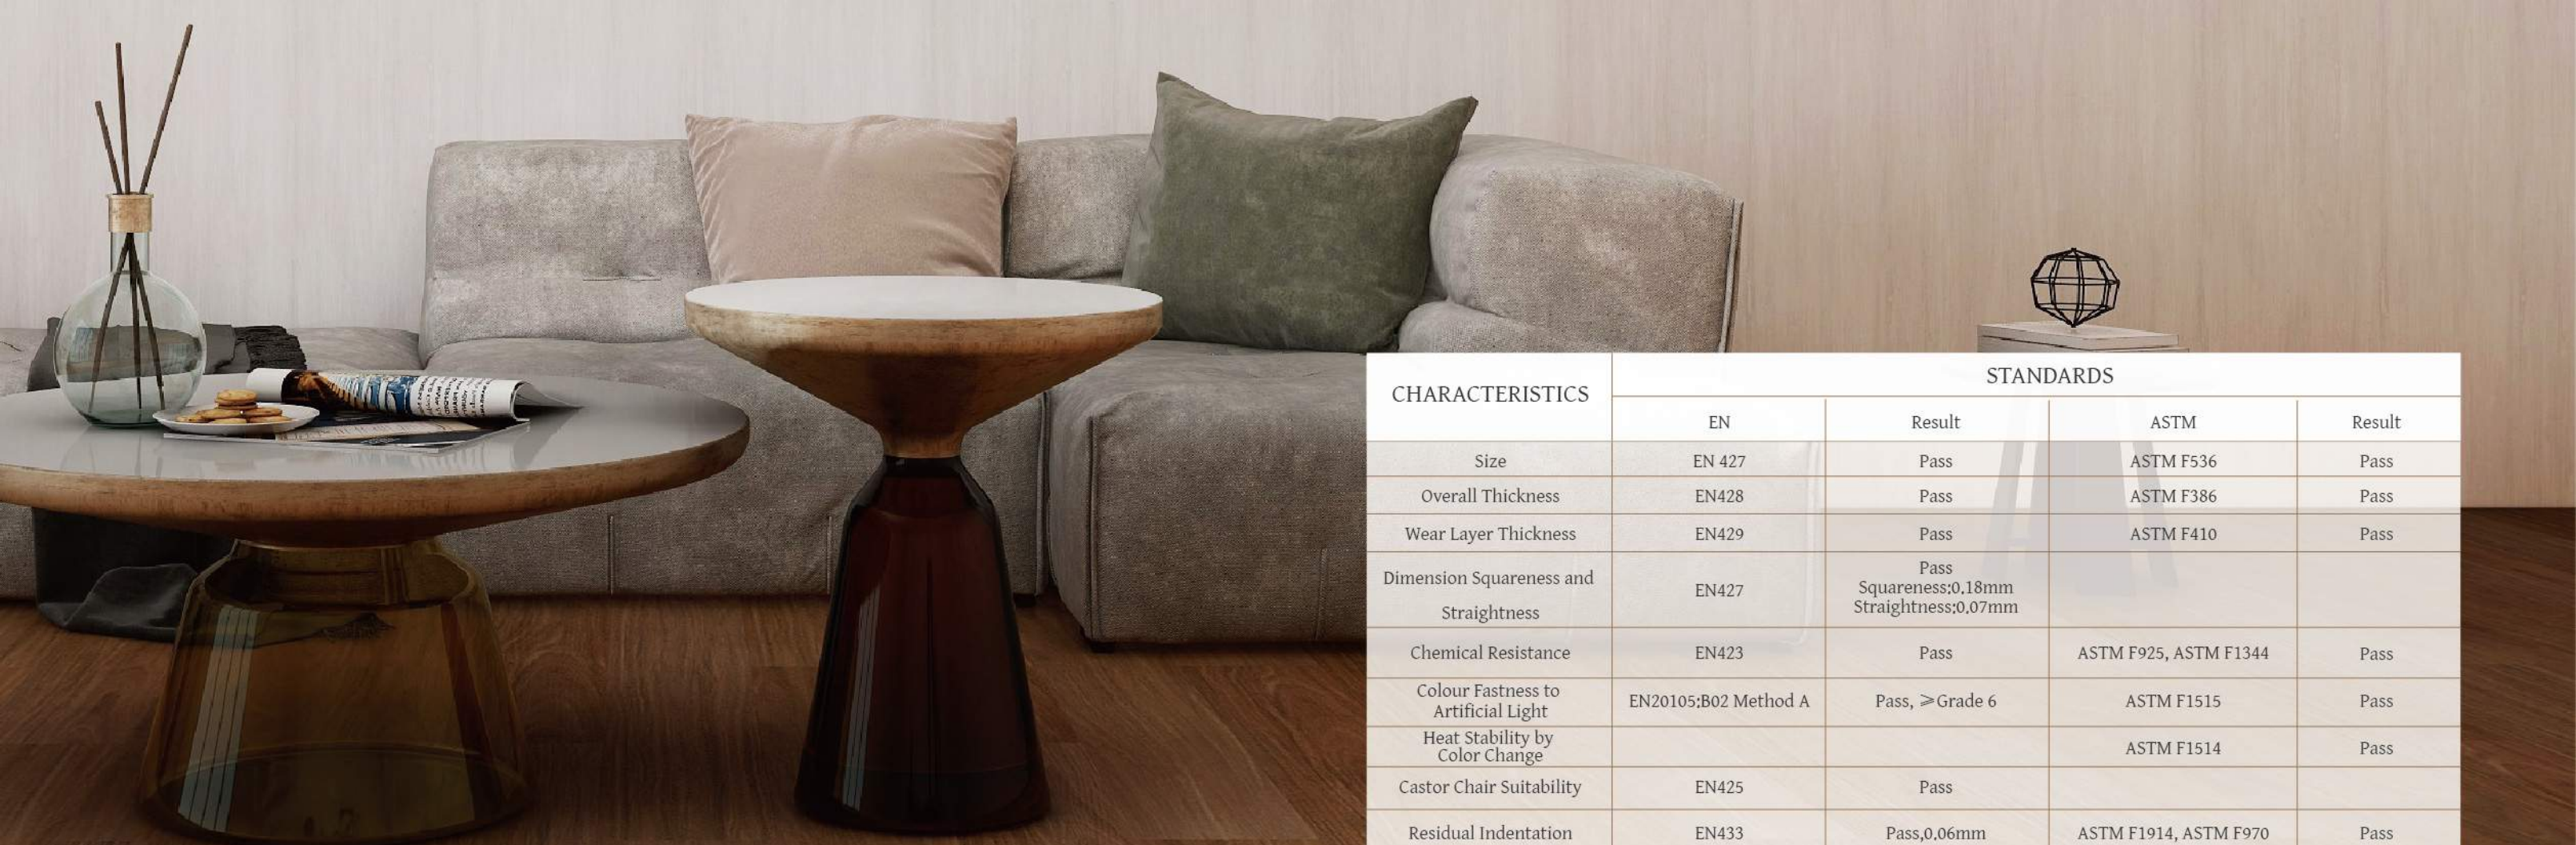 CHARACTERISTICS
STANDARDS
EN
Result
ASTM
Result
Size
EN 427
Pass
ASTM F536
Pass
Overall Thickness
EN428
Pass
ASTM F386
Pass
Wear Layer Thickness
EN429
Pass
ASTM F410
Pass
Dimension Squareness and
Straightness
EN427
Pass
Squareness:0.18mm
Straightness:0.07mm
Chemical Resistance
EN423
Pass
ASTM F925, ASTM F1344
Pass
Colour Fastness to
Artificial Light
EN20105:B02 Method A
Pass, ⩾Grade 6
ASTM F1515
Pass
Heat Stability by
Color Change
ASTM F1514
Pass
Castor Chair Suitability
EN425
Pass
Residual Indentation
EN433
Pass,0.06mm
ASTM F1914, ASTM F970
Pass